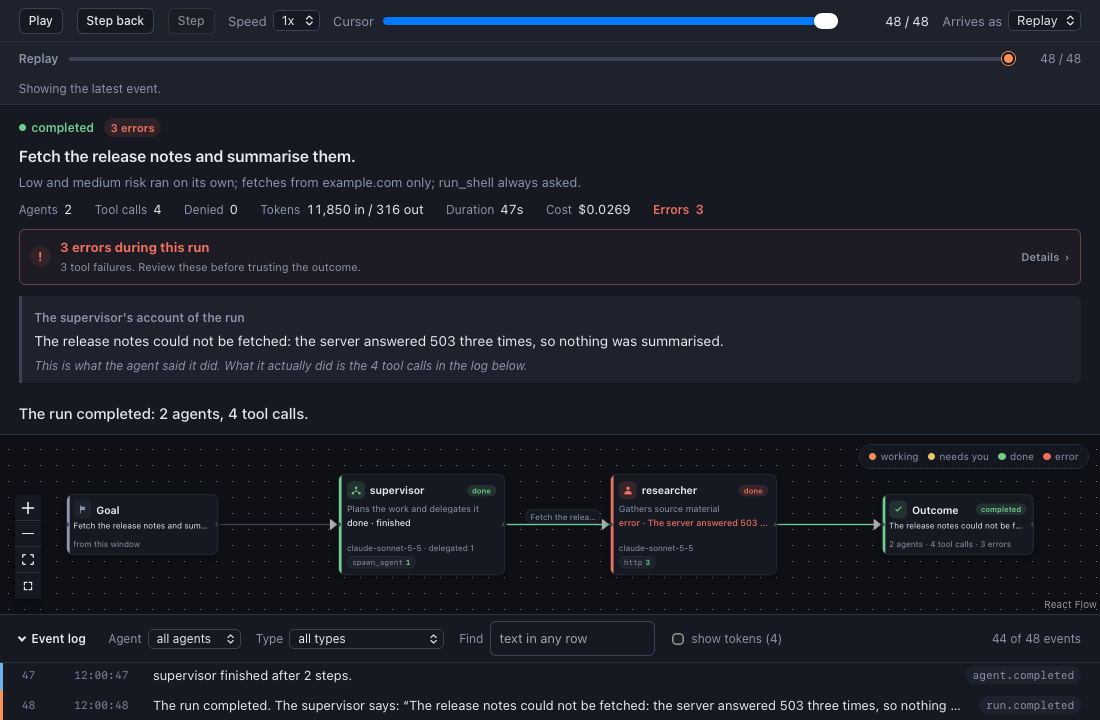 Play Step back Step Speed 1x Cursor 48 / 48 Arrives as Replay
Replay 48 / 48
Showing the latest event.
completed 3 errors
Fetch the release notes and summarise them.
Low and medium risk ran on its own; fetches from example.com only; run_shell always asked.
Agents 2 Tool calls 4 Denied 0 Tokens 11,850 in / 316 out Duration 47s Cost $0.0269 Errors 3
! 3 errors during this run
3 tool failures. Review these before trusting the outcome.
Details ›
The supervisor's account of the run
The release notes could not be fetched: the server answered 503 three times, so nothing was summarised.
This is what the agent said it did. What it actually did is the 4 tool calls in the log below.
The run completed: 2 agents, 4 tool calls.
working needs you done error
Goal
Fetch the release notes and sum...
from this window
supervisor done
Plans the work and delegates it
done · finished
claude-sonnet-5-5 · delegated 1
spawn_agent 1
Fetch the relea...
researcher done
Gathers source material
error · The server answered 503 ...
claude-sonnet-5-5
http 3
Outcome completed
The release notes could not be f...
2 agents · 4 tool calls · 3 errors
React Flow
Event log Agent all agents Type all types Find text in any row show tokens (4) 44 of 48 events
47 12:00:47 supervisor finished after 2 steps. agent.completed
48 12:00:48 The run completed. The supervisor says: “The release notes could not be fetched: the server answered 503 three times, so nothing ... run.completed